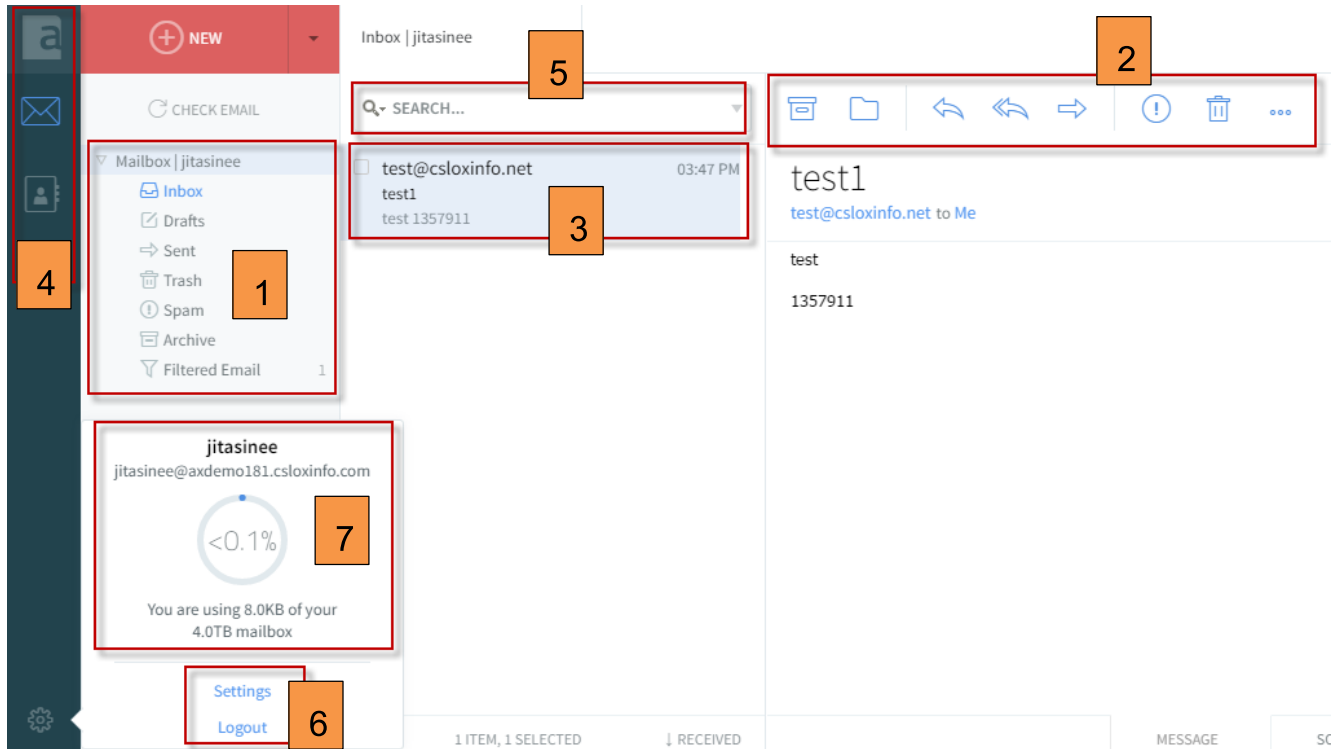 a
NEW
Inbox | jitasinee
5
2
CHECK EMAIL
SEARCH...
Mailbox | jitasinee
Inbox
Drafts
Sent
Trash
Spam
Archive
Filtered Email 1
4
1
test@csloxinfo.net 03:47 PM
test1
test 1357911
3
test1
test@csloxinfo.net to Me
test
1357911
jitasinee
jitasinee@axdemo181.csloxinfo.com
<0.1%
7
You are using 8.0KB of your
4.0TB mailbox
Settings
Logout
6
1 ITEM, 1 SELECTED
↓ RECEIVED
MESSAGE